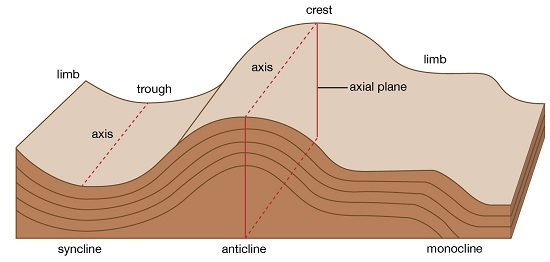 crest
limb
axis
limb
trough
axial plane
axis
syncline
anticline
monocline